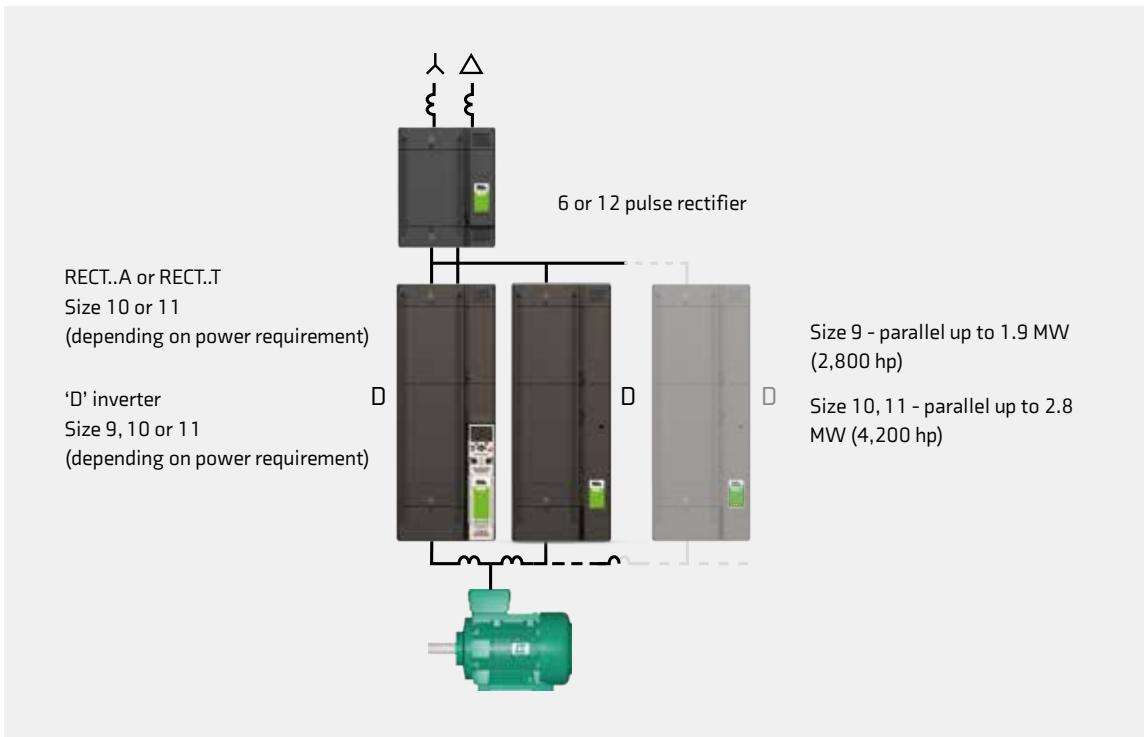 6 or 12 pulse rectifier
RECT..A or RECT..T
Size 10 or 11
(depending on power requirement)
‘D’ inverter
Size 9, 10 or 11
(depending on power requirement)
D
D
D
Size 9 - parallel up to 1.9 MW
(2,800 hp)
Size 10, 11 - parallel up to 2.8
MW (4,200 hp)